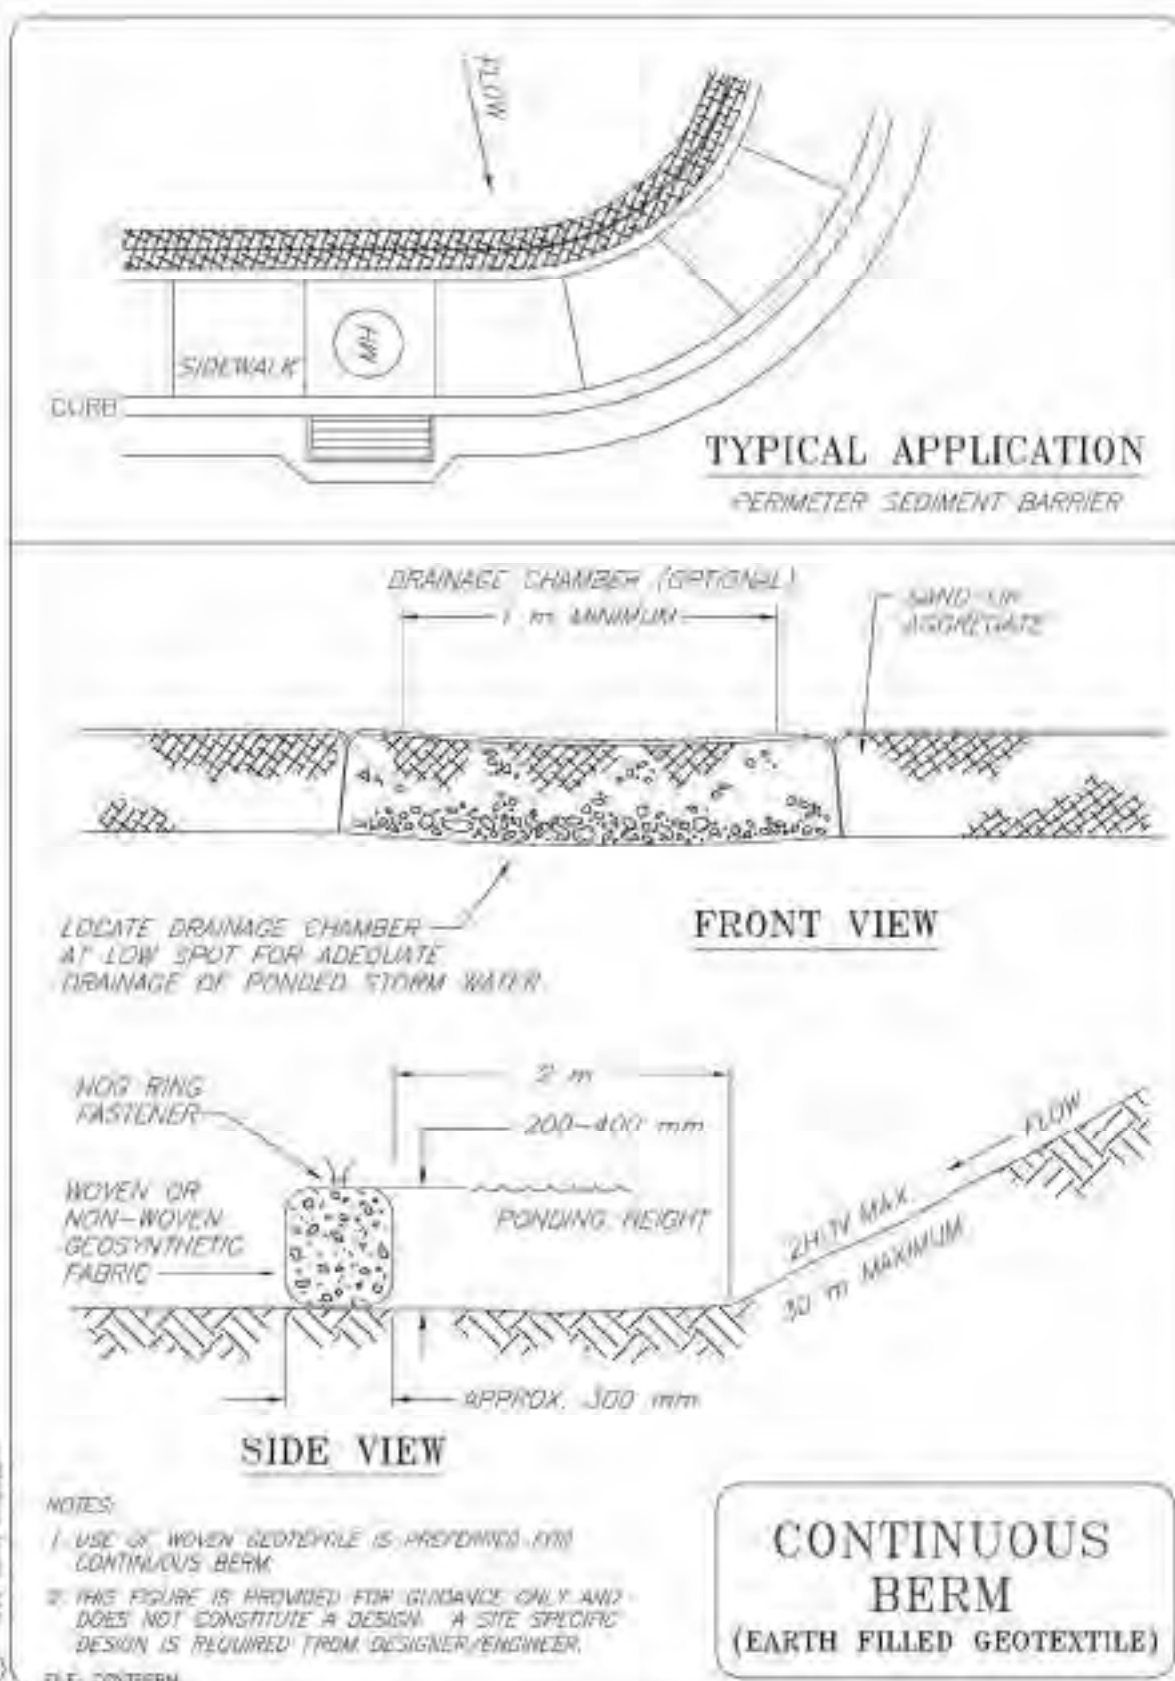 FLOW
SIDEWALK
MH
CURB
TYPICAL APPLICATION
PERIMETER SEDIMENT BARRIER
DRAINAGE CHAMBER (OPTIONAL)
1 m MINIMUM
SAND OR
AGGREGATE
LOCATE DRAINAGE CHAMBER
AT LOW SPOT FOR ADEQUATE
DRAINAGE OF PONDED STORM WATER.
FRONT VIEW
HOG RING
FASTENER
2 m
200-400 mm
FLOW
WOVEN OR
NON-WOVEN
GEOSYNTHETIC
FABRIC
PONDING HEIGHT
2H:1V MAX.
30 m MAXIMUM
APPROX. 300 mm
SIDE VIEW
NOTES:
1. USE OF WOVEN GEOTEXTILE IS PREFERRED FOR
CONTINUOUS BERM.
2. THIS FIGURE IS PROVIDED FOR GUIDANCE ONLY AND
DOES NOT CONSTITUTE A DESIGN. A SITE SPECIFIC
DESIGN IS REQUIRED FROM DESIGNER/ENGINEER.
CONTINUOUS
BERM
(EARTH FILLED GEOTEXTILE)